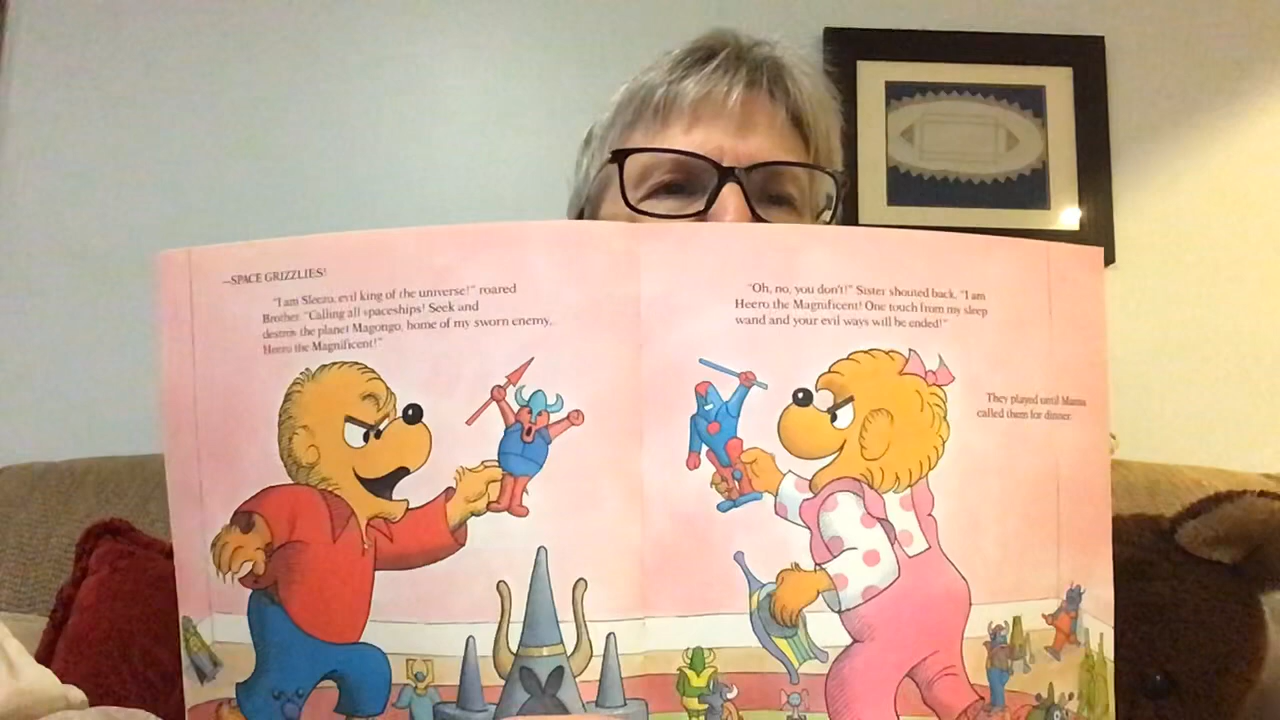 —SPACE GRIZZLIES!
"I am Sleezo, evil king of the universe!" roared
Brother. "Calling all spaceships! Seek and
destroy the planet Magongo, home of my sworn enemy,
Heero the Magnificent!"
"Oh, no, you don't!" Sister shouted back. "I am
Heero the Magnificent! One touch from my sleep
wand and your evil ways will be ended!"
They played until Mama
called them for dinner.